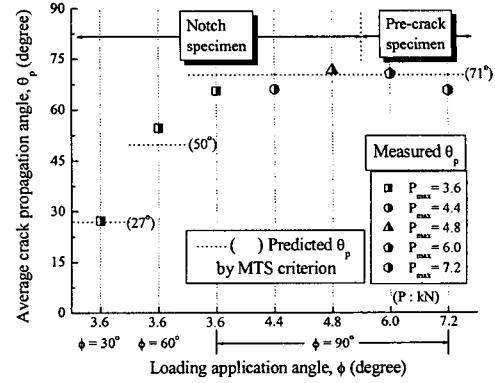 Average crack propagation angle, θp (degree)
90
75
60
45
30
15
0
Notch
specimen
Pre-crack
specimen
(71°)
(50°)
(27°)
Measured θp
Pmax = 3.6
Pmax = 4.4
Pmax = 4.8
Pmax = 6.0
Pmax = 7.2
(P : kN)
( ) Predicted θp
by MTS criterion
3.6 3.6 3.6 4.4 4.8 6.0 7.2
ϕ = 30° ϕ = 60° ϕ = 90°
Loading application angle, ϕ (degree)